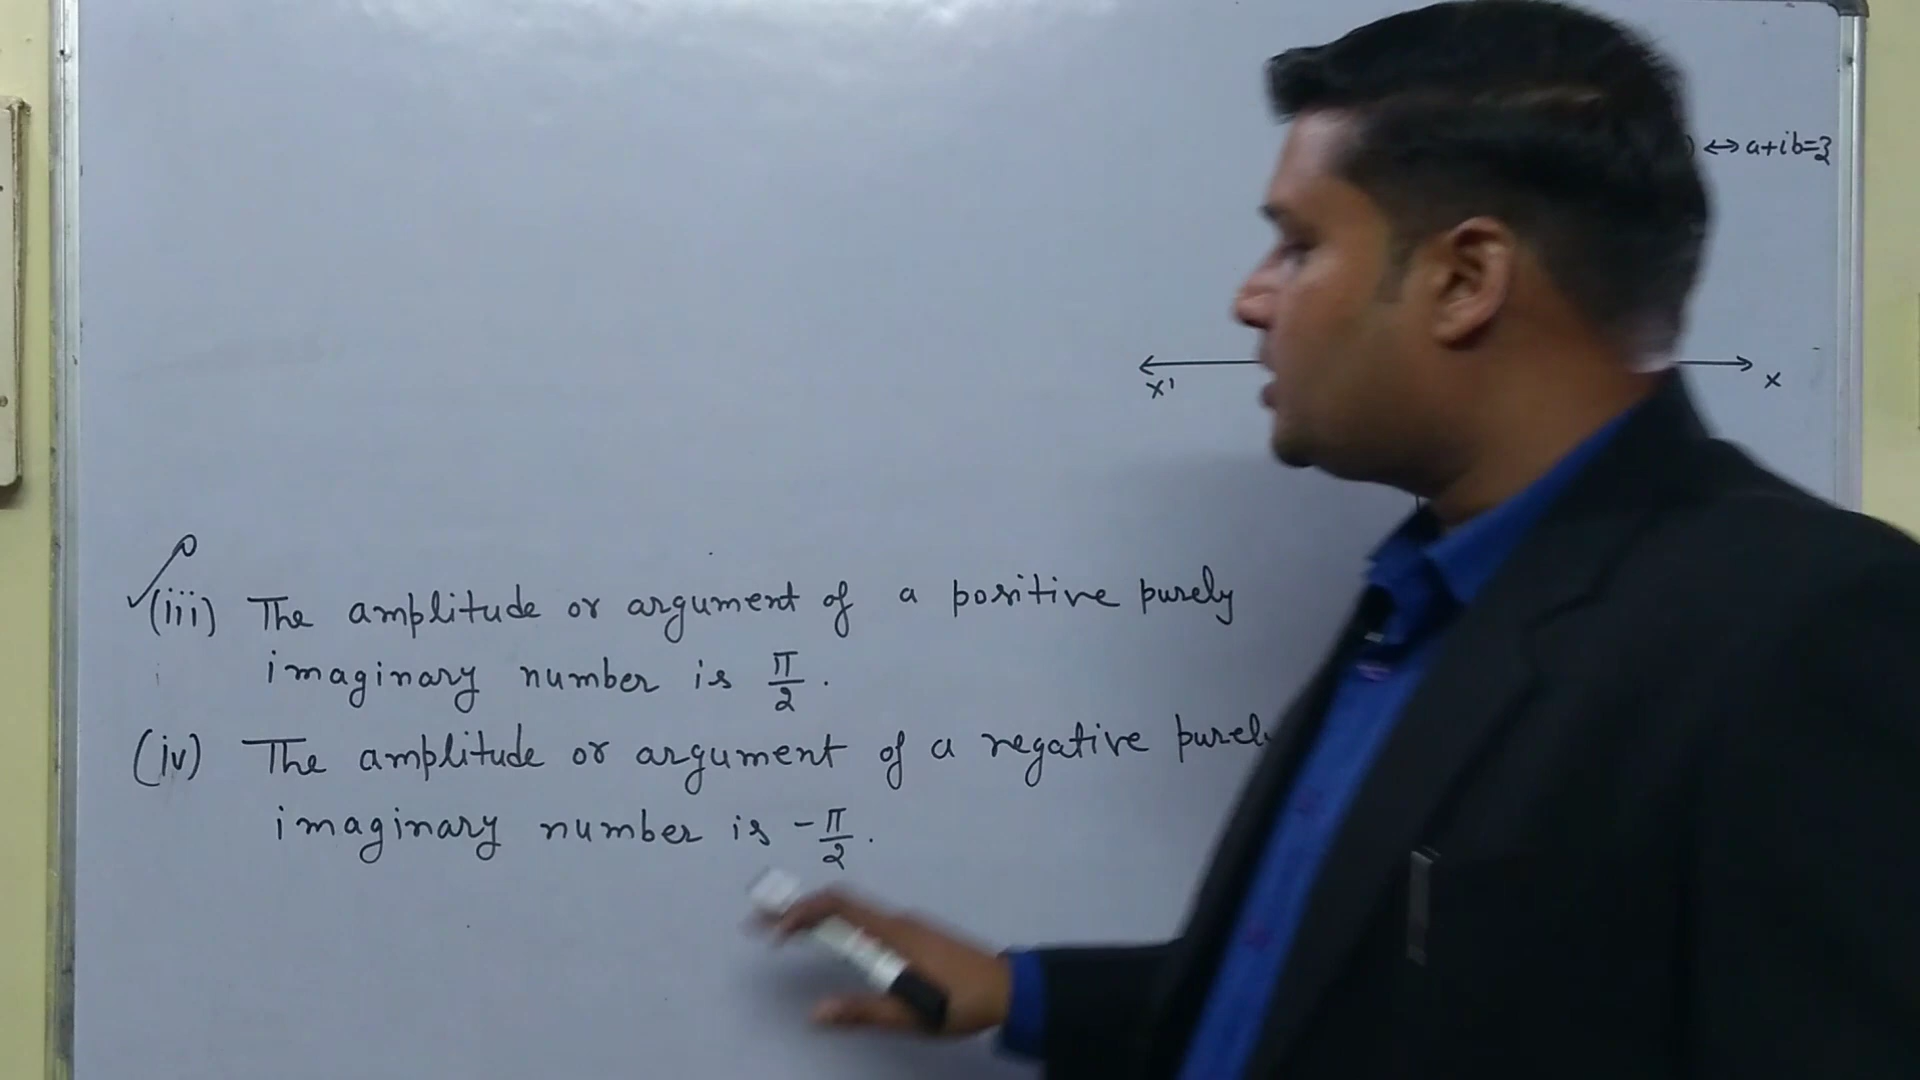 ) ↔ a+ib=z
X' X
(iii) The amplitude or argument of a positive purely
imaginary number is π/2.
(iv) The amplitude or argument of a negative purely
imaginary number is -π/2.